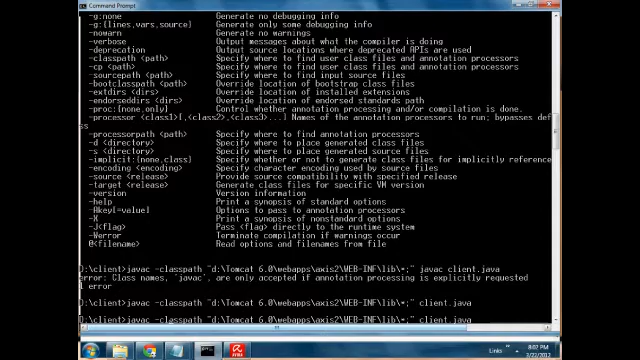 Command Prompt
-g:none Generate no debugging info
-g:{lines,vars,source} Generate only some debugging info
-nowarn Generate no warnings
-verbose Output messages about what the compiler is doing
-deprecation Output source locations where deprecated APIs are used
-classpath <path> Specify where to find user class files and annotation processors
-cp <path> Specify where to find user class files and annotation processors
-sourcepath <path> Specify where to find input source files
-bootclasspath <path> Override location of bootstrap class files
-extdirs <dirs> Override location of installed extensions
-endorseddirs <dirs> Override location of endorsed standards path
-proc:{none,only} Control whether annotation processing and/or compilation is done.
-processor <class1>[,<class2>,<class3>...] Names of the annotation processors to run; bypasses def
ss
-processorpath <path> Specify where to find annotation processors
-d <directory> Specify where to place generated class files
-s <directory> Specify where to place generated source files
-implicit:{none,class} Specify whether or not to generate class files for implicitly reference
-encoding <encoding> Specify character encoding used by source files
-source <release> Provide source compatibility with specified release
-target <release> Generate class files for specific VM version
-version Version information
-help Print a synopsis of standard options
-Akey[=value] Options to pass to annotation processors
-X Print a synopsis of nonstandard options
-J<flag> Pass <flag> directly to the runtime system
-Werror Terminate compilation if warnings occur
@<filename> Read options and filenames from file
D:\client>javac -classpath "d:\Tomcat 6.0\webapps\axis2\WEB-INF\lib\*;" javac client.java
error: Class names, 'javac', are only accepted if annotation processing is explicitly requested
1 error
D:\client>javac -classpath "d:\Tomcat 6.0\webapps\axis2\WEB-INF\lib\*;" client.java
D:\client>javac -classpath "d:\Tomcat 6.0\webapps\axis2\WEB-INF\lib\*;" client.java
Links
8:07 PM
3/22/2012